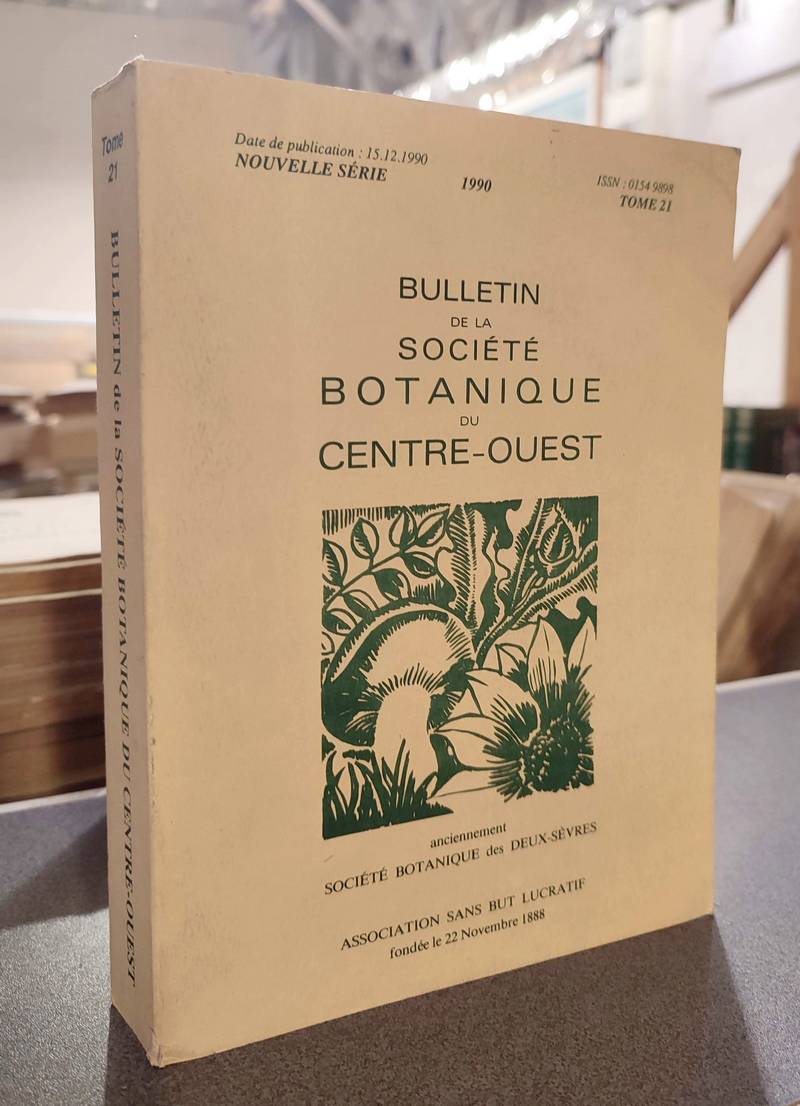 Tome
21
BULLETIN de la SOCIÉTÉ BOTANIQUE DU CENTRE-OUEST
Date de publication : 15.12.1990
NOUVELLE SÉRIE
1990
ISSN : 0154 9898
TOME 21
BULLETIN
DE LA
SOCIÉTÉ
BOTANIQUE
DU
CENTRE-OUEST
anciennement
SOCIÉTÉ BOTANIQUE des DEUX-SÈVRES
ASSOCIATION SANS BUT LUCRATIF
fondée le 22 Novembre 1888